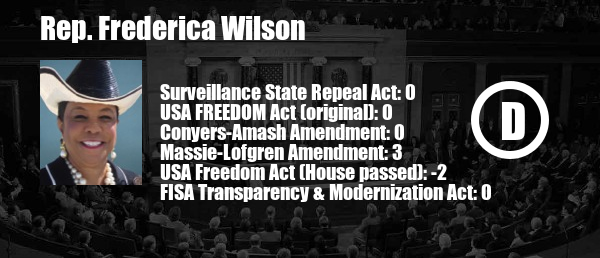 Rep. Frederica Wilson
Surveillance State Repeal Act: 0
USA FREEDOM Act (original): 0
Conyers-Amash Amendment: 0
Massie-Lofgren Amendment: 3
USA Freedom Act (House passed): -2
FISA Transparency & Modernization Act: 0
D